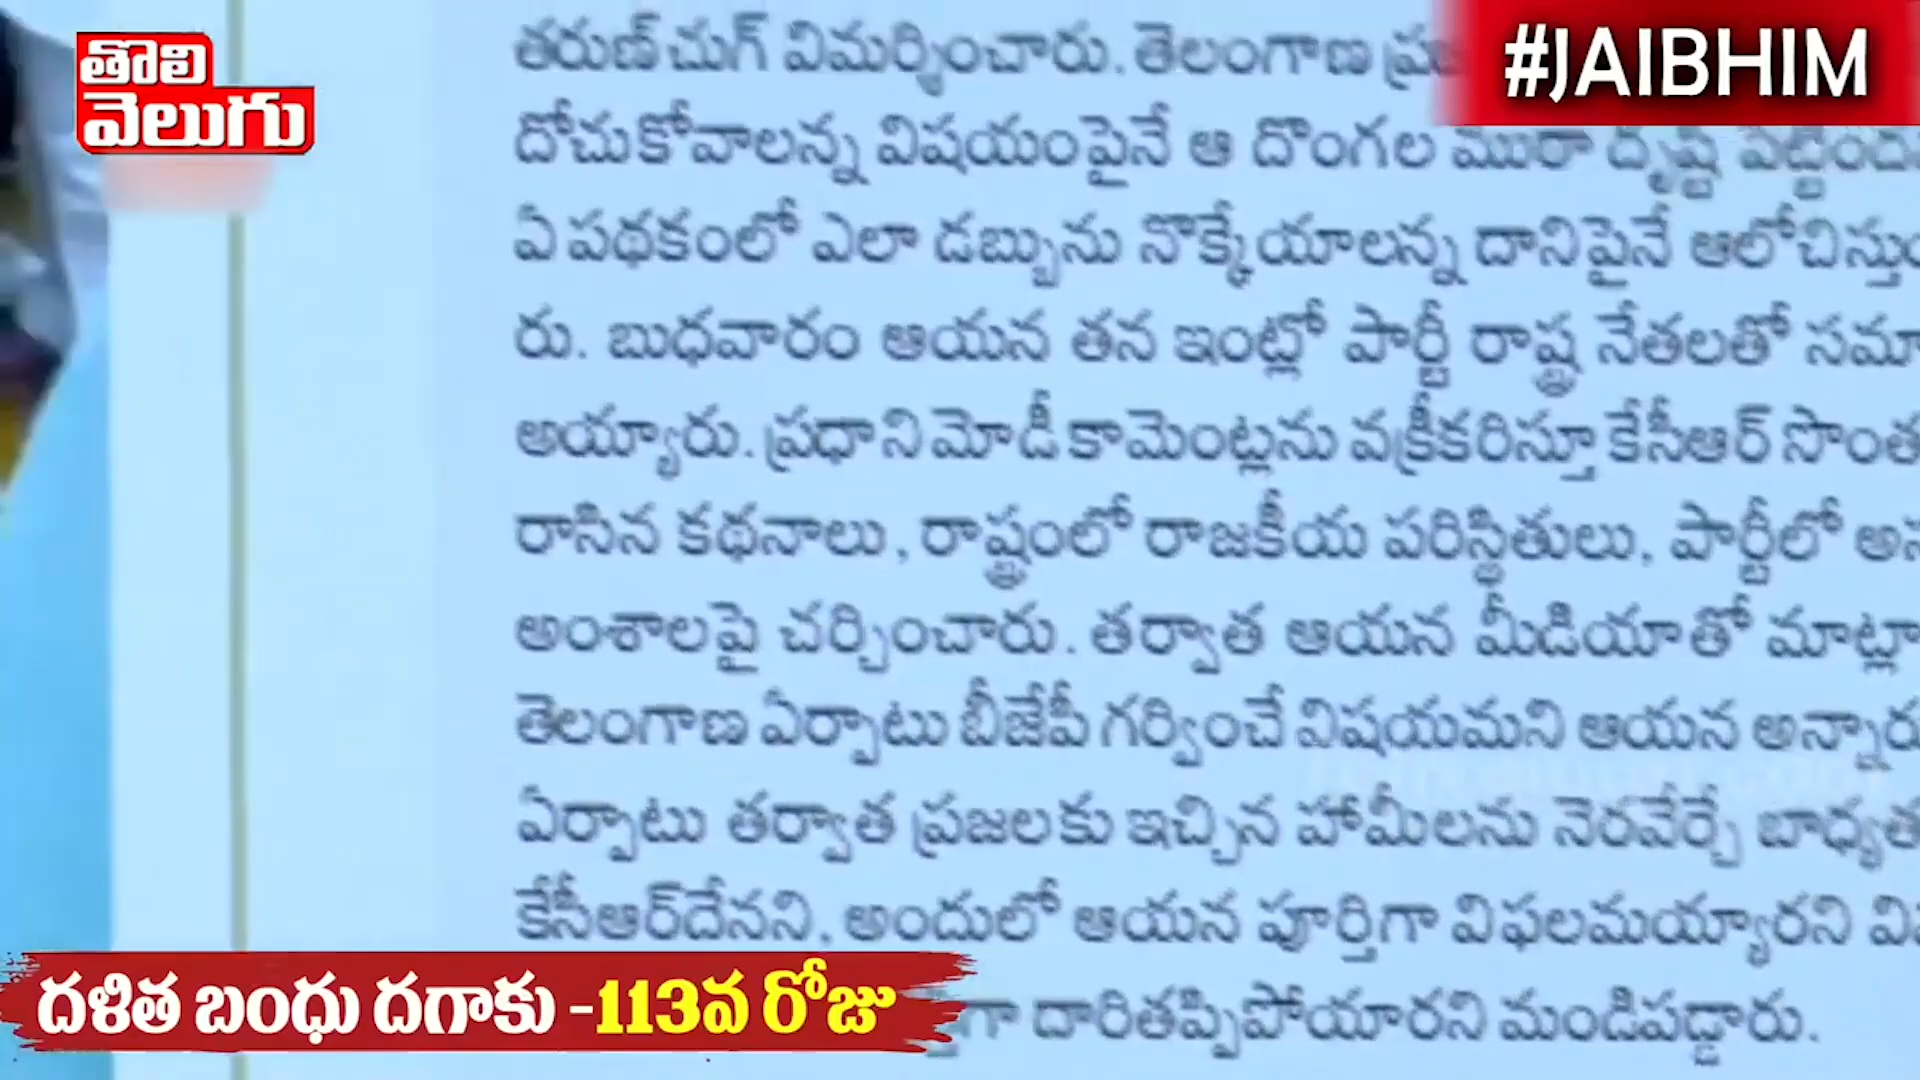 తొలి
వెలుగు
#JAIBHIM
తరుణ్ చుగ్ విమర్శించారు. తెలంగాణ
దోచుకోవాలన్న విషయంపైనే ఆ దొంగల ముఠా దృష్టి
ఏ పథకంలో ఎలా డబ్బును నొక్కేయాలన్న దానిపైనే
రు. బుధవారం ఆయన తన ఇంట్లో పార్టీ రాష్ట్ర నేతలతో
అయ్యారు. ప్రధాని మోడీ కామెంట్లను వక్రీకరిస్తూ కేసీఆర్
రాసిన కథనాలు, రాష్ట్రంలో రాజకీయ పరిస్థితులు, పార్టీలో
అంశాలపై చర్చించారు. తర్వాత ఆయన మీడియాతో
తెలంగాణ ఏర్పాటు బీజేపీ గర్వించే విషయమని ఆయన
ఏర్పాటు తర్వాత ప్రజలకు ఇచ్చిన హామీలను నెరవేర్చే
కేసీఆర్‌దేనని, అందులో ఆయన పూర్తిగా విఫలమయ్యారని
దారితప్పిపోయారని మండిపడ్డారు.
దళిత బంధు దగాకు -113వ రోజు